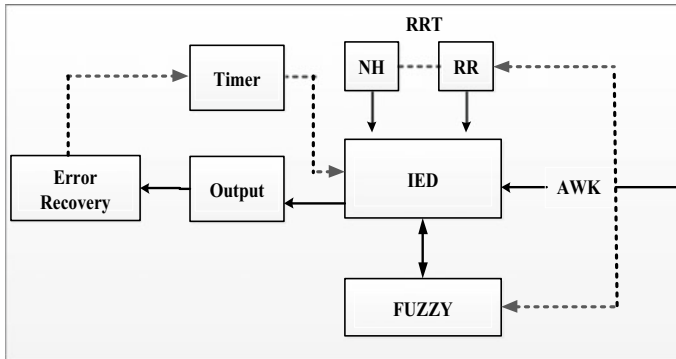 RRT
Timer
NH
RR
Error
Recovery
Output
IED
AWK
FUZZY